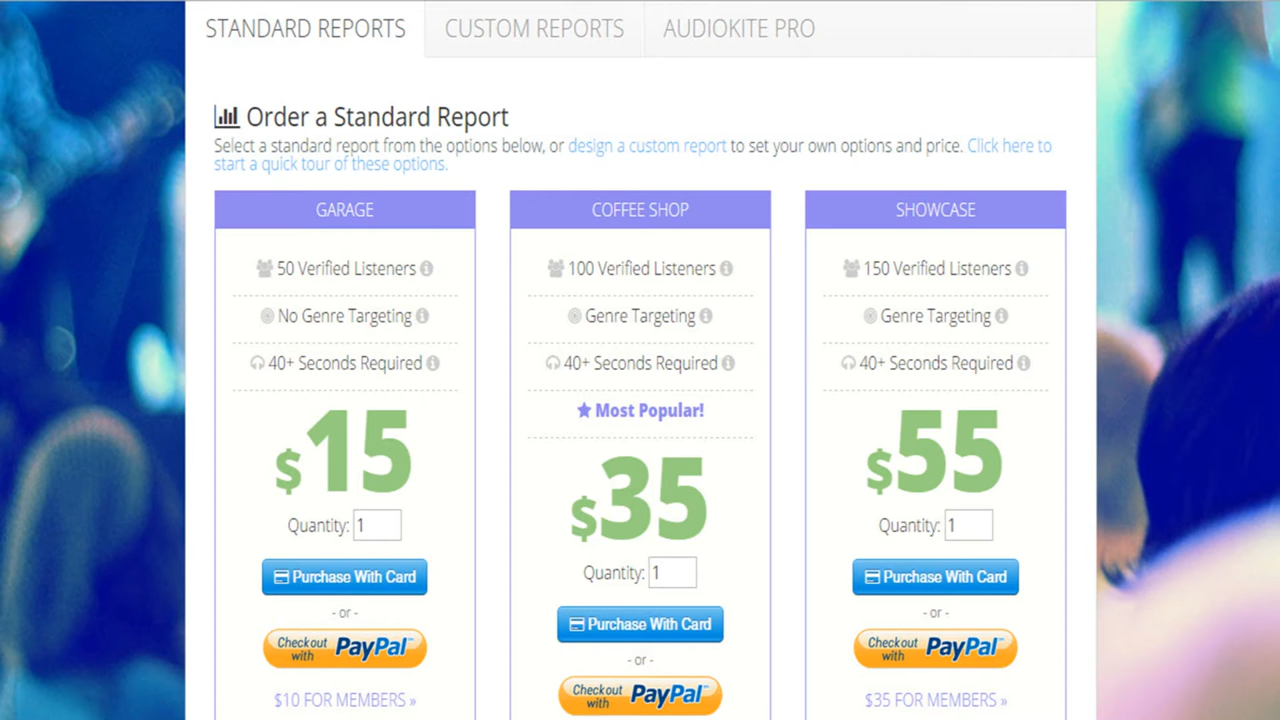 STANDARD REPORTS
CUSTOM REPORTS
AUDIOKITE PRO
Order a Standard Report
Select a standard report from the options below, or design a custom report to set your own options and price. Click here to
start a quick tour of these options.
GARAGE
50 Verified Listeners
No Genre Targeting
40+ Seconds Required
$15
Quantity: 1
Purchase With Card
- or -
Checkout with PayPal™
$10 FOR MEMBERS »
COFFEE SHOP
100 Verified Listeners
Genre Targeting
40+ Seconds Required
Most Popular!
$35
Quantity: 1
Purchase With Card
- or -
Checkout with PayPal™
SHOWCASE
150 Verified Listeners
Genre Targeting
40+ Seconds Required
$55
Quantity: 1
Purchase With Card
- or -
Checkout with PayPal™
$35 FOR MEMBERS »